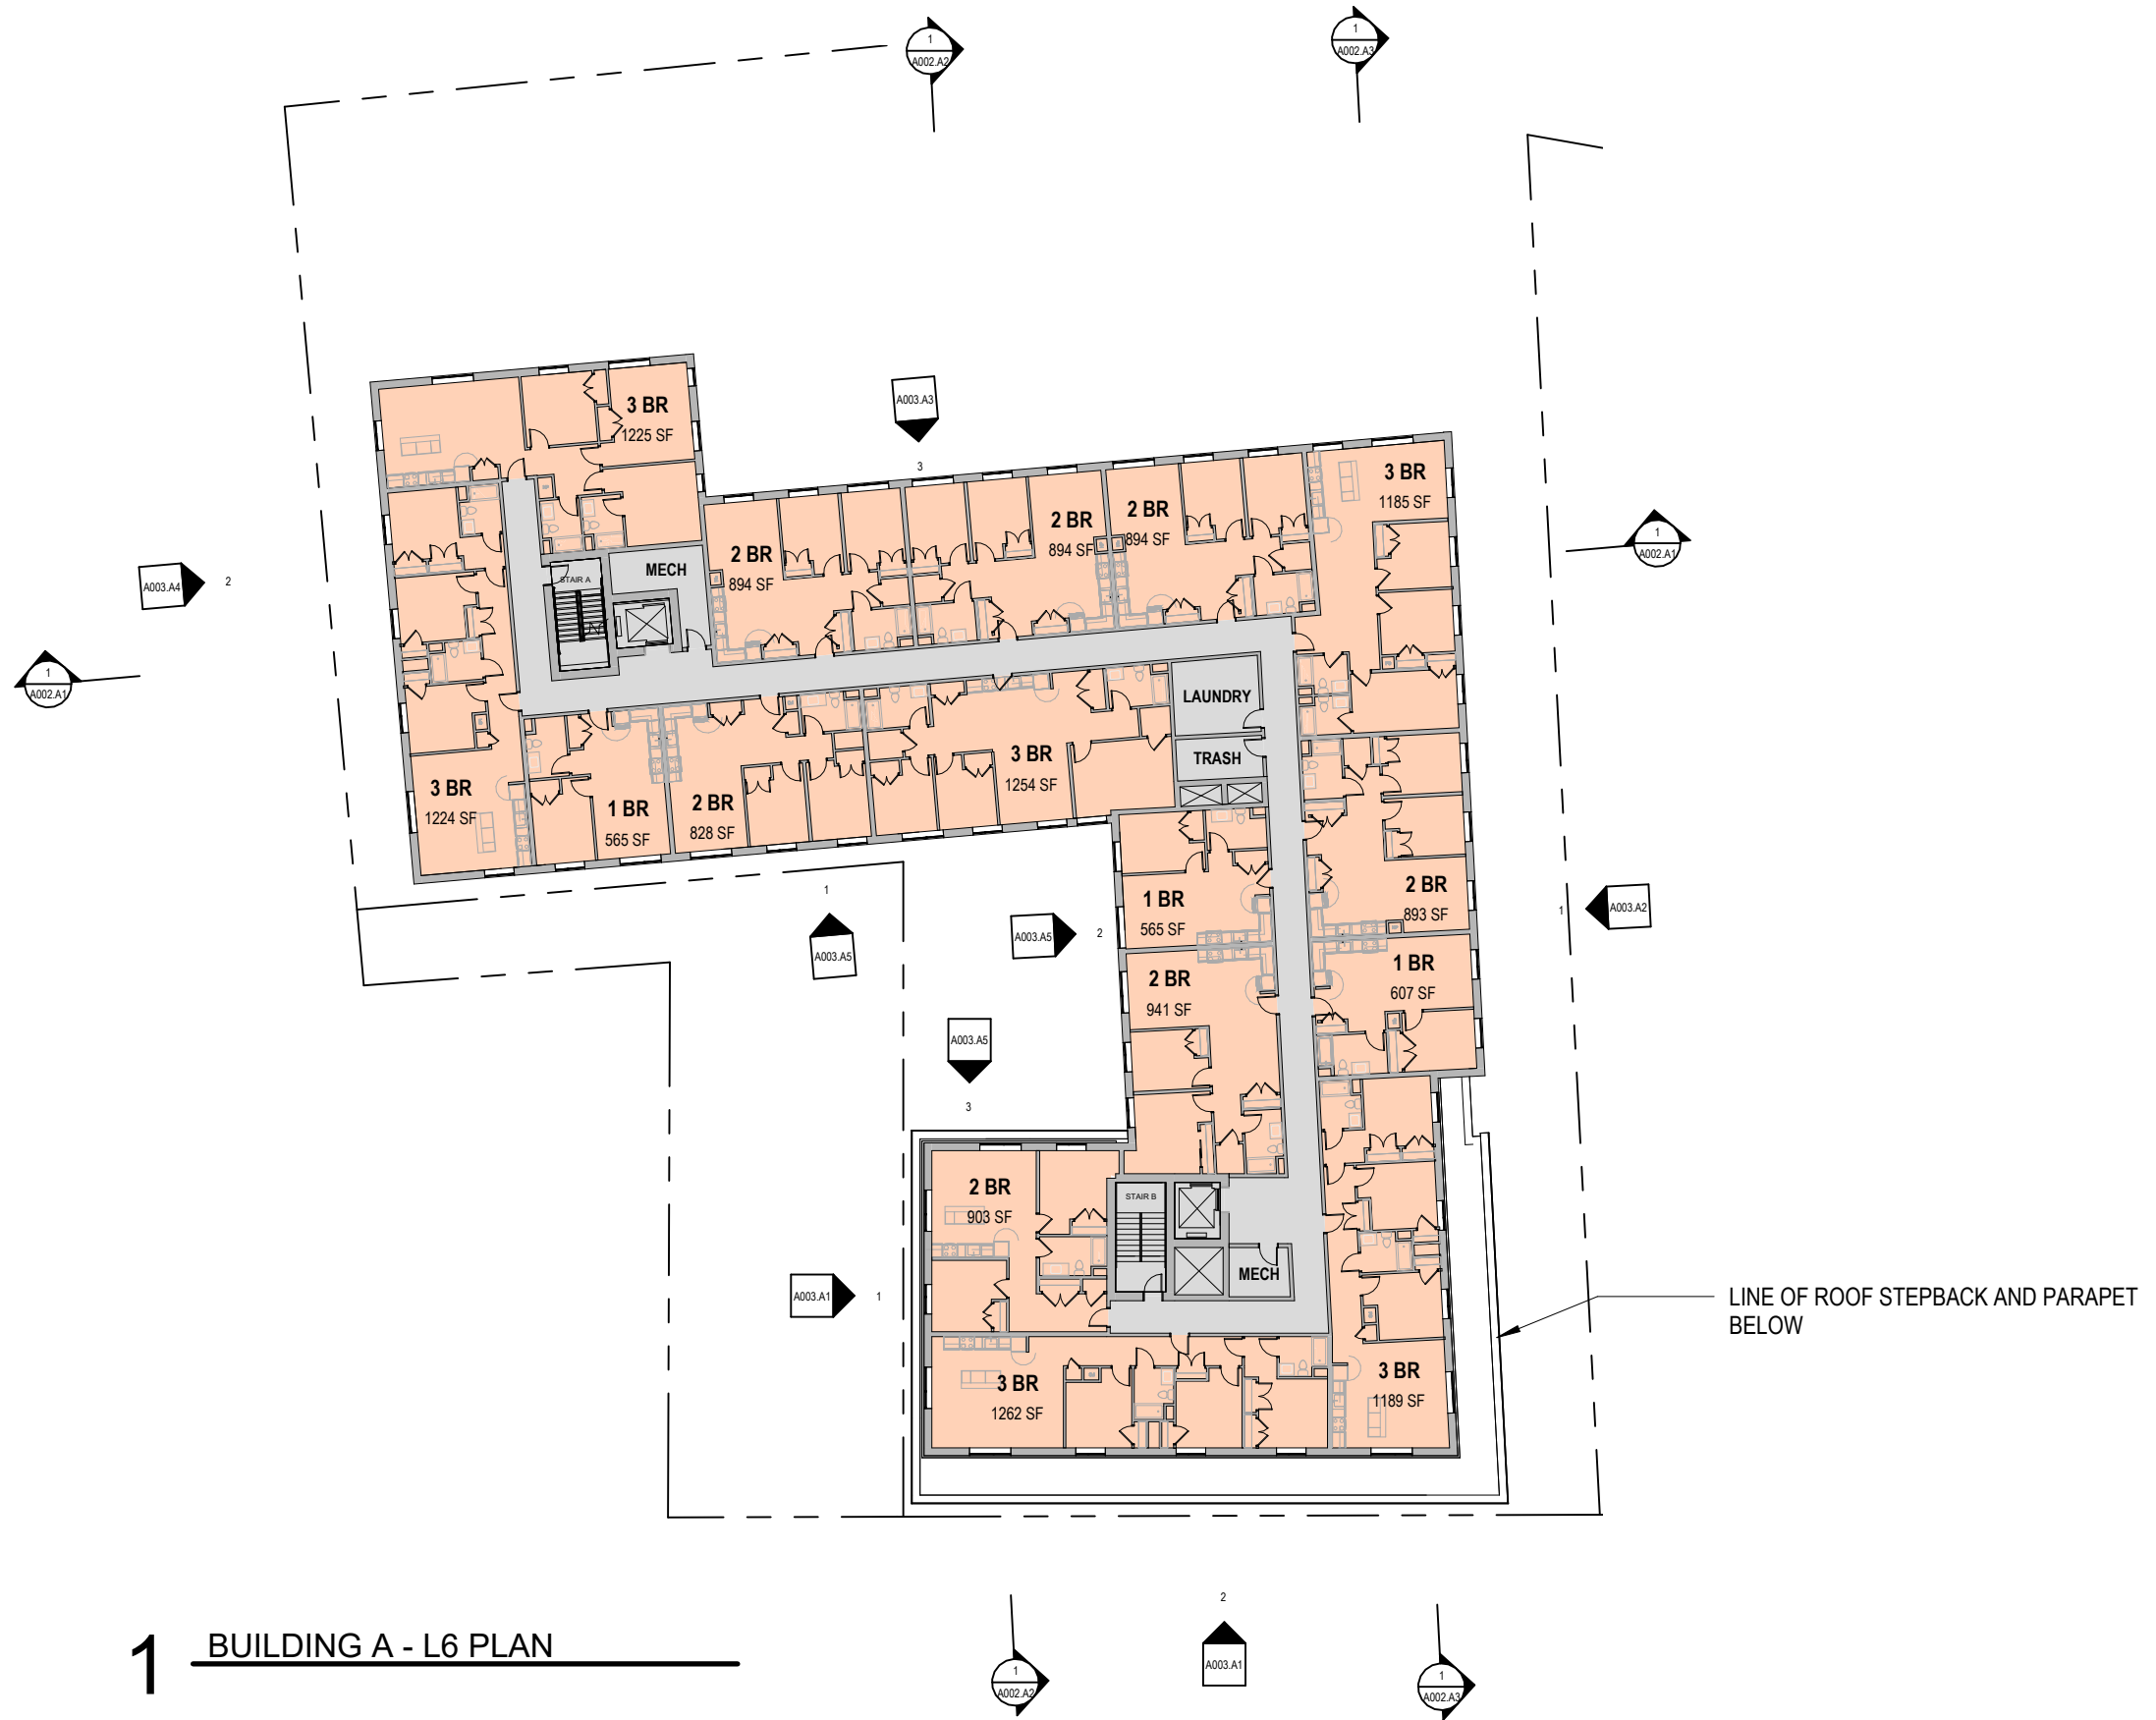 1
A002.A2
1
A002.A3
A003.A3
3
3 BR
1225 SF
3 BR
1185 SF
2 BR
894 SF
2 BR
894 SF
2 BR
894 SF
1
A002.A1
MECH
STAIR A
A003.A4
2
1
A002.A1
LAUNDRY
TRASH
3 BR
1254 SF
3 BR
1224 SF
1 BR
565 SF
2 BR
828 SF
1
A003.A5
A003.A5
2
1 BR
565 SF
2 BR
893 SF
1
A003.A2
1 BR
607 SF
2 BR
941 SF
A003.A5
3
2 BR
903 SF
STAIR B
MECH
A003.A1
1
LINE OF ROOF STEPBACK AND PARAPET
BELOW
3 BR
1262 SF
3 BR
1189 SF
2
A003.A1
1
A002.A2
1
A002.A3
1
BUILDING A - L6 PLAN